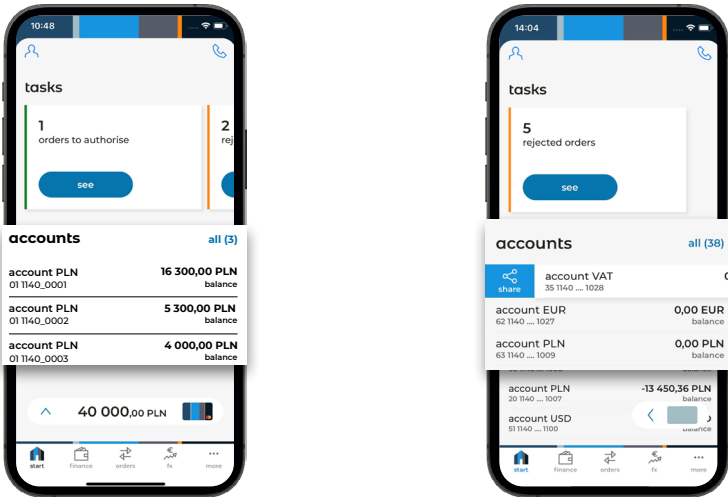 10:48
tasks
1
orders to authorise
see
2
rej
accounts
all (3)
account PLN
16 300,00 PLN
01 1140_0001
balance
account PLN
5 300,00 PLN
01 1140_0002
balance
account PLN
4 000,00 PLN
01 1140_0003
balance
40 000,00 PLN
start
finance
orders
fx
more
14:04
tasks
5
rejected orders
see
accounts
all (38)
share
account VAT
35 1140 .... 1028
account EUR
0,00 EUR
62 1140 .... 1027
balance
account PLN
0,00 PLN
63 1140 .... 1009
balance
account PLN
-13 450,36 PLN
20 1140 .... 1007
balance
account USD
51 1140 .... 1100
balance
start
finance
orders
fx
more